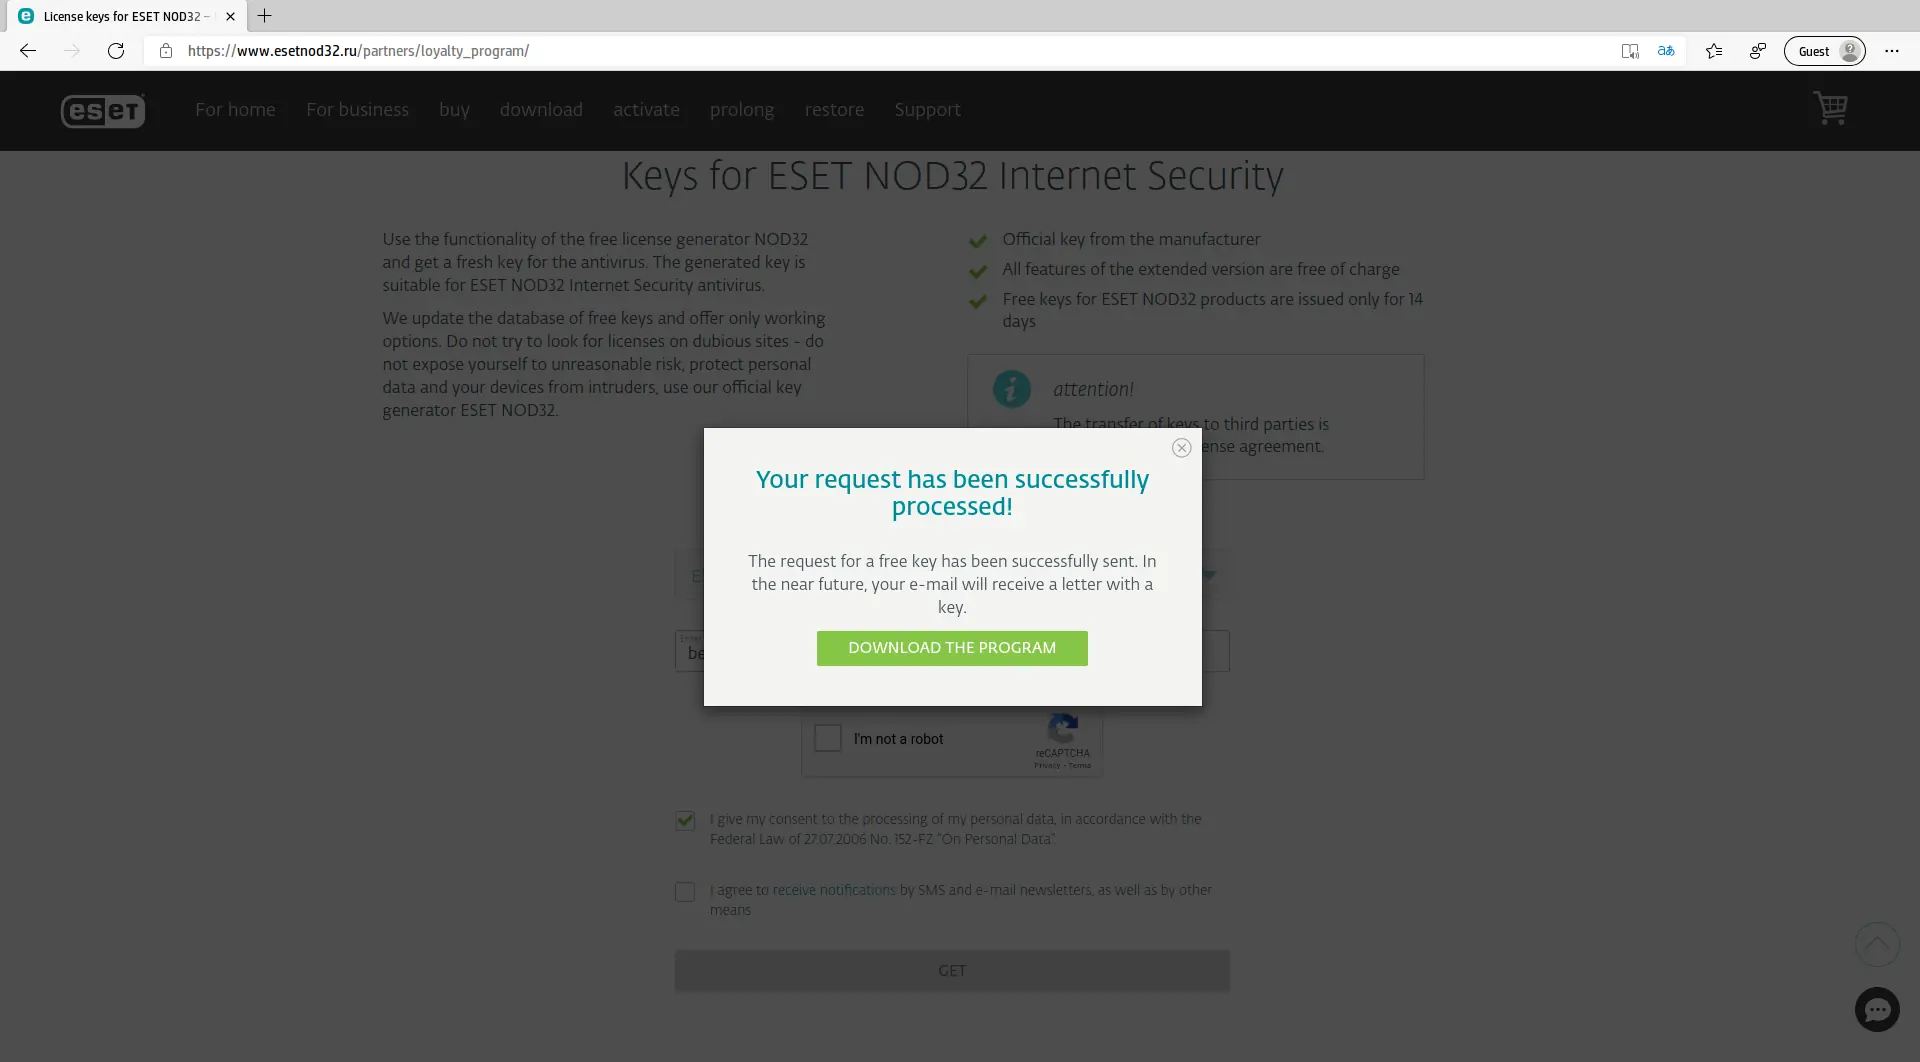 License keys for ESET NOD32 –
https://www.esetnod32.ru/partners/loyalty_program/
aあ
Guest
eset
For home
For business
buy
download
activate
prolong
restore
Support
Keys for ESET NOD32 Internet Security
Use the functionality of the free license generator NOD32
and get a fresh key for the antivirus. The generated key is
suitable for ESET NOD32 Internet Security antivirus.
We update the database of free keys and offer only working
options. Do not try to look for licenses on dubious sites - do
not expose yourself to unreasonable risk, protect personal
data and your devices from intruders, use our official key
generator ESET NOD32.
Official key from the manufacturer
All features of the extended version are free of charge
Free keys for ESET NOD32 products are issued only for 14
days
attention!
The transfer of keys to third parties is
ense agreement.
Your request has been successfully
processed!
The request for a free key has been successfully sent. In
the near future, your e-mail will receive a letter with a
key.
DOWNLOAD THE PROGRAM
Enter
be
I'm not a robot
reCAPTCHA
Privacy - Terms
I give my consent to the processing of my personal data, in accordance with the
Federal Law of 27.07.2006 No. 152-FZ "On Personal Data".
I agree to receive notifications by SMS and e-mail newsletters, as well as by other
means
GET